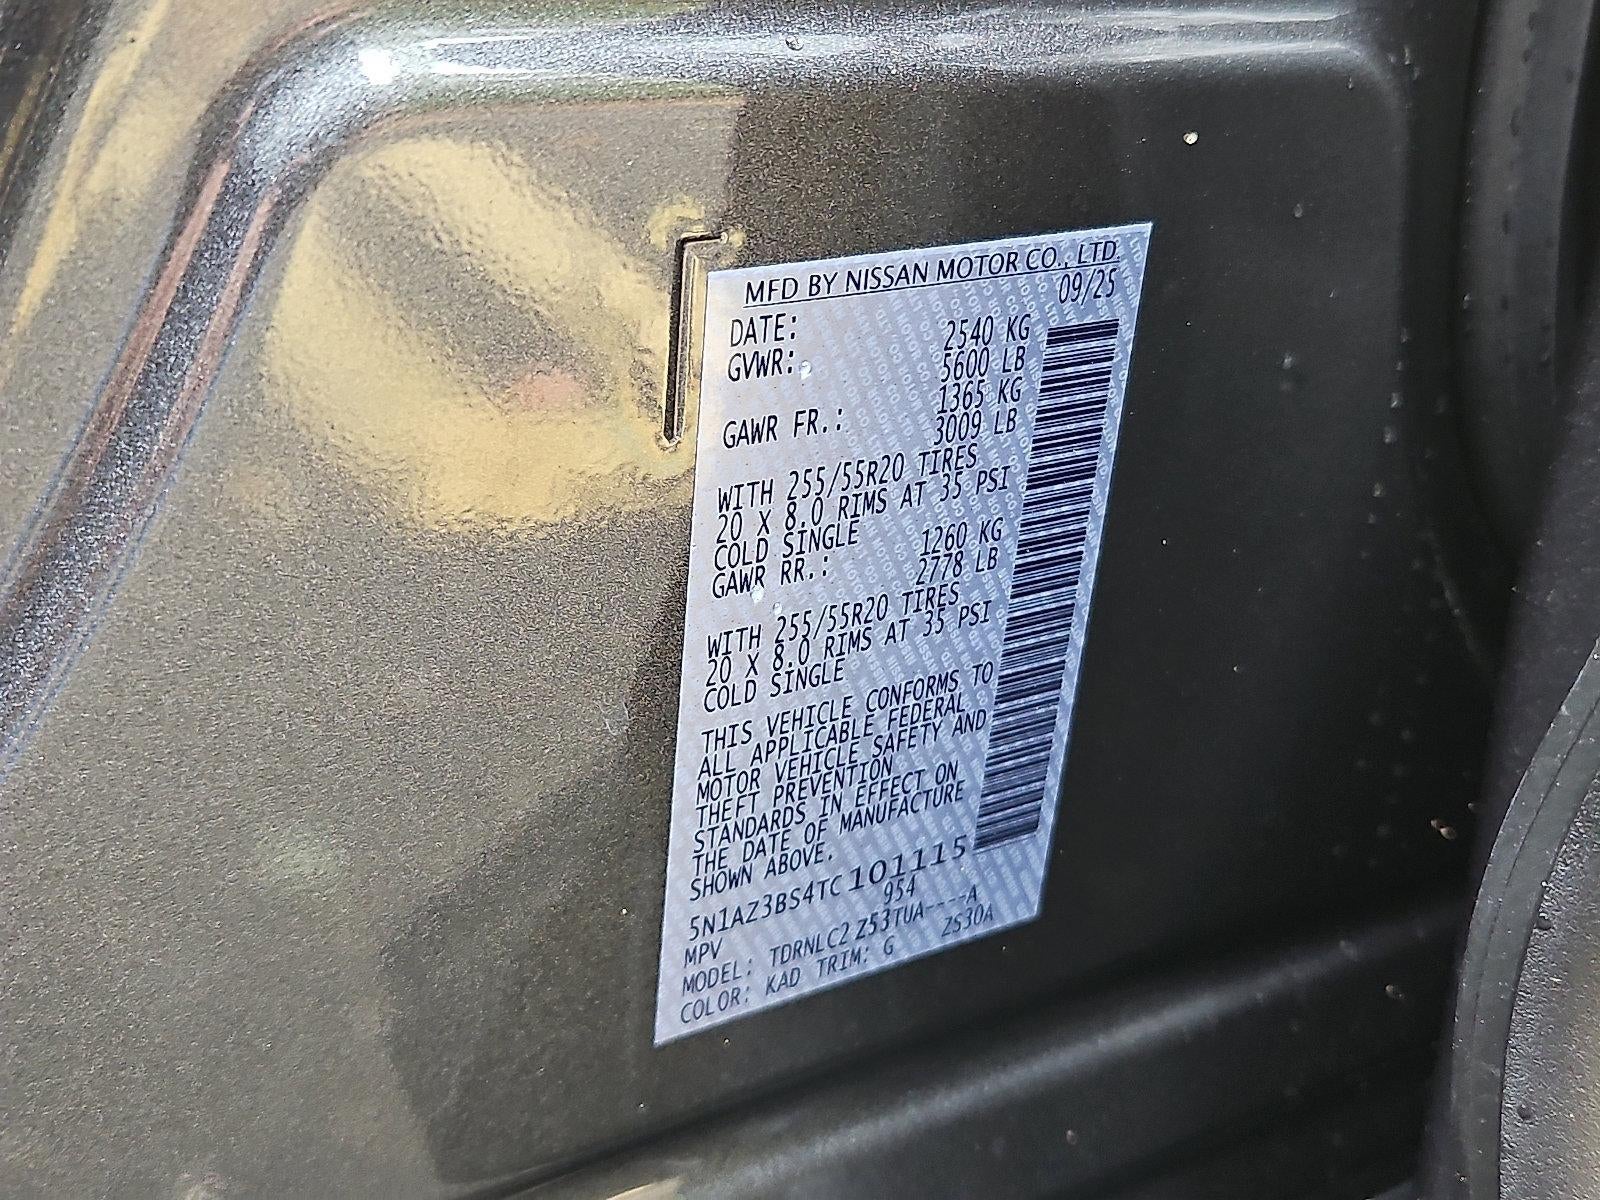 MFD BY NISSAN MOTOR CO., LTD.
DATE: 09/25
GVWR: 2540 KG
5600 LB
GAWR FR.: 1365 KG
3009 LB
WITH 255/55R20 TIRES
20 X 8.0 RIMS AT 35 PSI
COLD SINGLE
GAWR RR.: 1260 KG
2778 LB
WITH 255/55R20 TIRES
20 X 8.0 RIMS AT 35 PSI
COLD SINGLE
THIS VEHICLE CONFORMS TO
ALL APPLICABLE FEDERAL
MOTOR VEHICLE SAFETY AND
THEFT PREVENTION
STANDARDS IN EFFECT ON
THE DATE OF MANUFACTURE
SHOWN ABOVE.
5N1AZ3BS4TC101115
MPV 954
MODEL: TDRNLC2 Z53TUA----A
COLOR: KAD TRIM: G ZS30A